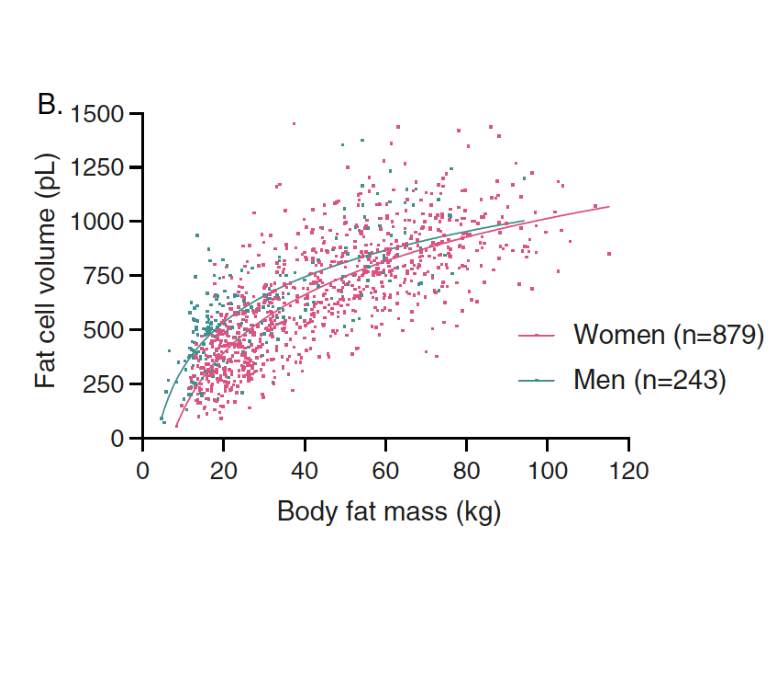 B.
1500
1250
1000
750
500
250
0
Fat cell volume (pL)
0 20 40 60 80 100 120
Body fat mass (kg)
Women (n=879)
Men (n=243)